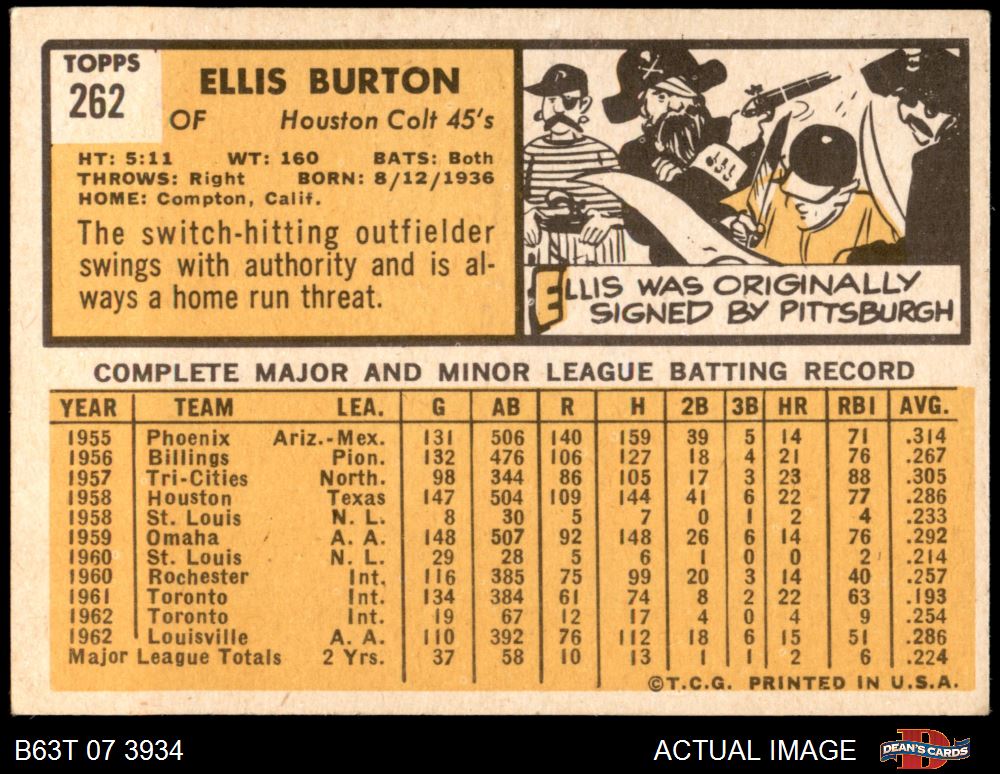 TOPPS
262
ELLIS BURTON
OF Houston Colt 45's
HT: 5:11 WT: 160 BATS: Both
THROWS: Right BORN: 8/12/1936
HOME: Compton, Calif.
The switch-hitting outfielder
swings with authority and is al-
ways a home run threat.
ELLIS WAS ORIGINALLY
SIGNED BY PITTSBURGH
COMPLETE MAJOR AND MINOR LEAGUE BATTING RECORD
YEAR TEAM LEA. G AB R H 2B 3B HR RBI AVG.
1955 Phoenix Ariz.-Mex. 131 506 140 159 39 5 14 71 .314
1956 Billings Pion. 132 476 106 127 18 4 21 76 .267
1957 Tri-Cities North. 98 344 86 105 17 3 23 88 .305
1958 Houston Texas 147 504 109 144 41 6 22 77 .286
1958 St. Louis N. L. 8 30 5 7 0 1 2 4 .233
1959 Omaha A. A. 148 507 92 148 26 6 14 76 .292
1960 St. Louis N. L. 29 28 5 6 1 0 0 2 .214
1960 Rochester Int. 116 385 75 99 20 3 14 40 .257
1961 Toronto Int. 134 384 61 74 8 2 22 63 .193
1962 Toronto Int. 19 67 12 17 4 0 4 9 .254
1962 Louisville A. A. 110 392 76 112 18 6 15 51 .286
Major League Totals 2 Yrs. 37 58 10 13 1 1 2 6 .224
©T.C.G. PRINTED IN U.S.A.
B63T 07 3934 ACTUAL IMAGE DEAN'S CARDS